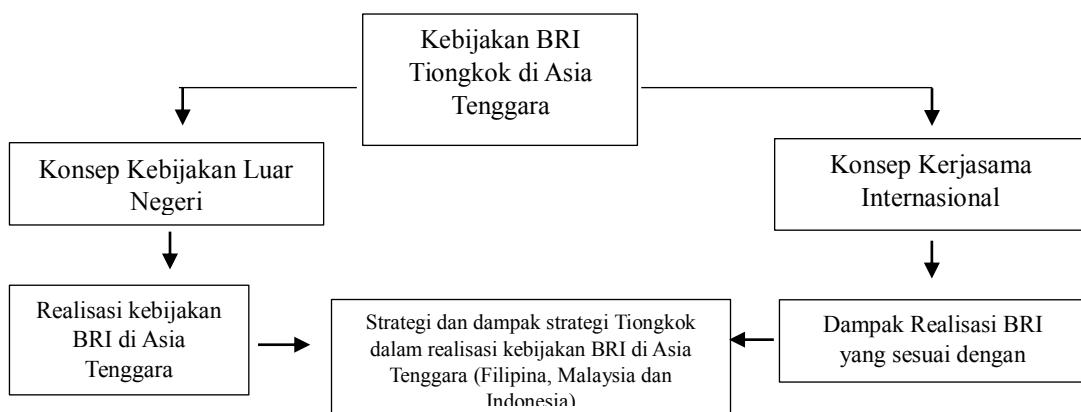 Kebijakan BRI
Tiongkok di Asia
Tenggara
Konsep Kebijakan Luar
Negeri
Konsep Kerjasama
Internasional
Realisasi kebijakan
BRI di Asia
Tenggara
Strategi dan dampak strategi Tiongkok
dalam realisasi kebijakan BRI di Asia
Tenggara (Filipina, Malaysia dan
Indonesia)
Dampak Realisasi BRI
yang sesuai dengan